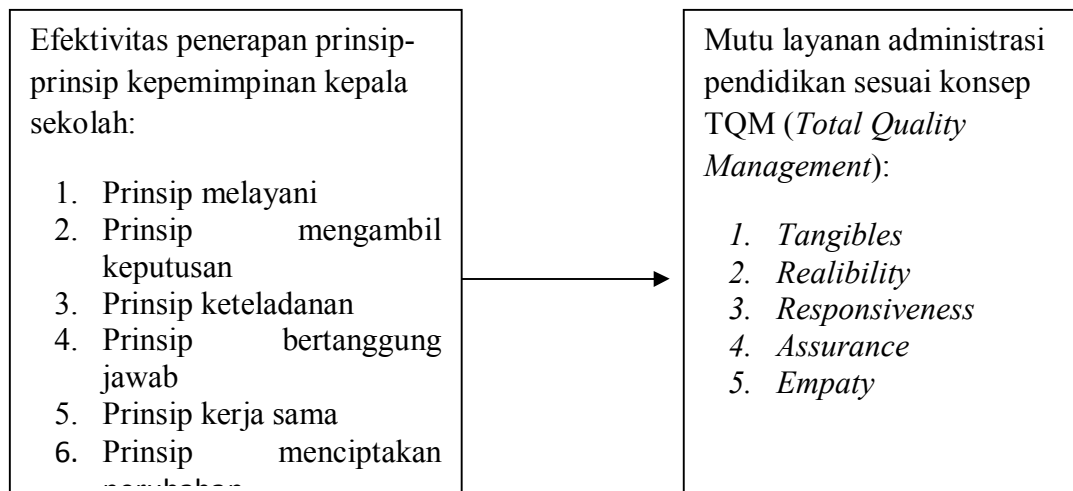 Efektivitas penerapan prinsip-
prinsip kepemimpinan kepala
sekolah:
1. Prinsip melayani
2. Prinsip mengambil
keputusan
3. Prinsip keteladanan
4. Prinsip bertanggung
jawab
5. Prinsip kerja sama
6. Prinsip menciptakan
Mutu layanan administrasi
pendidikan sesuai konsep
TQM (Total Quality
Management):
1. Tangibles
2. Realibility
3. Responsiveness
4. Assurance
5. Empaty